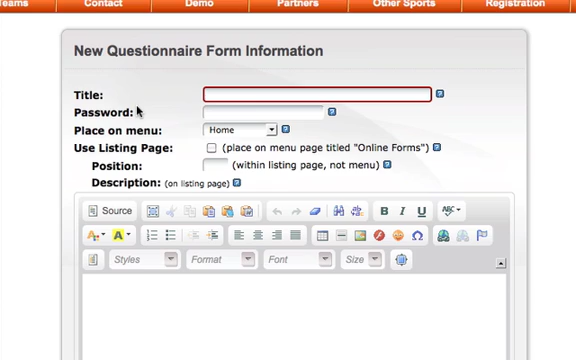 Teams Contact Demo Partners Other Sports Registration
New Questionnaire Form Information
Title:
Password:
Place on menu: Home
Use Listing Page: (place on menu page titled "Online Forms")
Position: (within listing page, not menu)
Description: (on listing page)
Source B I U ABC
A A
Styles Format Font Size